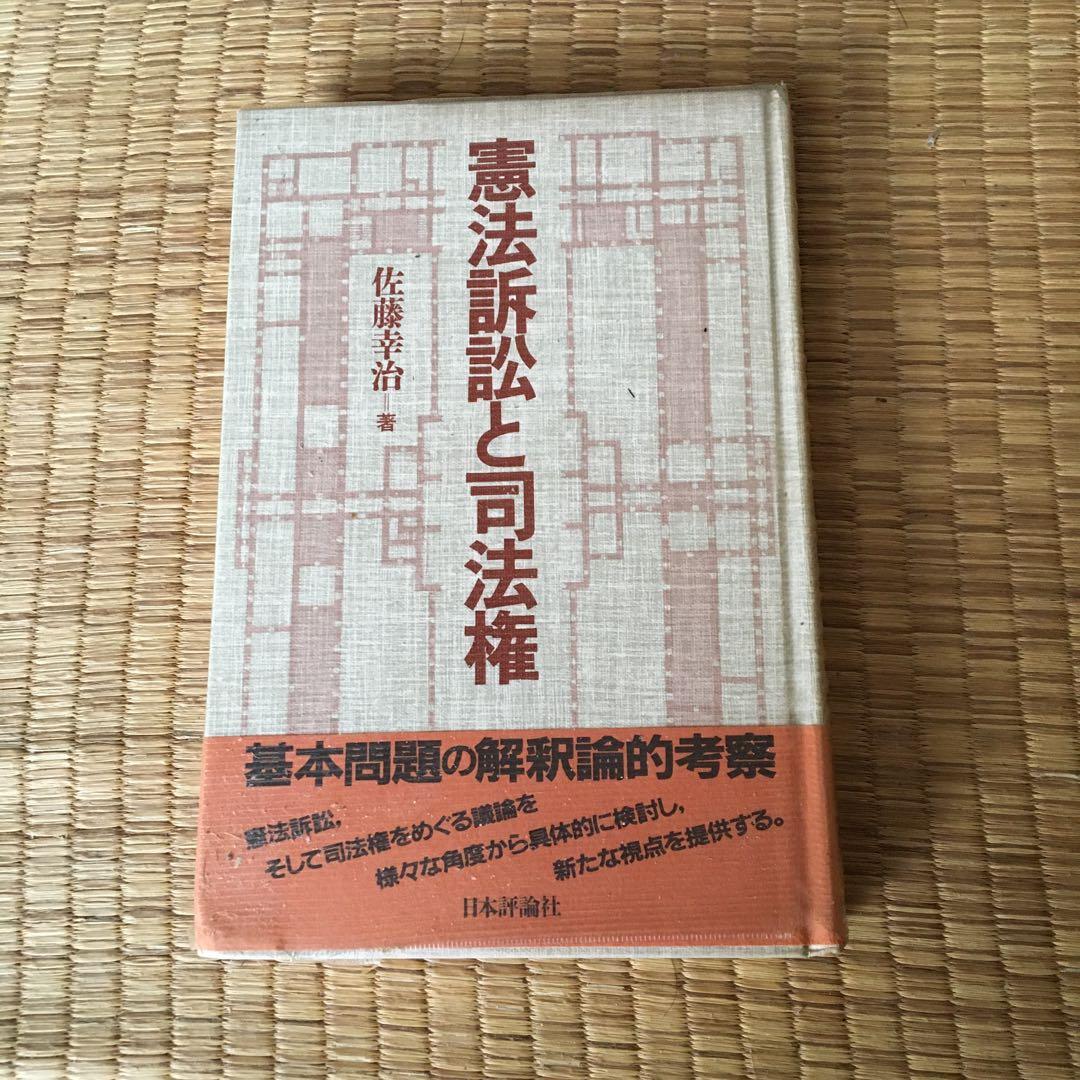 憲法訴訟と司法権
佐藤幸治=著
基本問題の解釈論的考察
憲法訴訟,
そして司法権をめぐる議論を
様々な角度から具体的に検討し,
新たな視点を提供する。
日本評論社